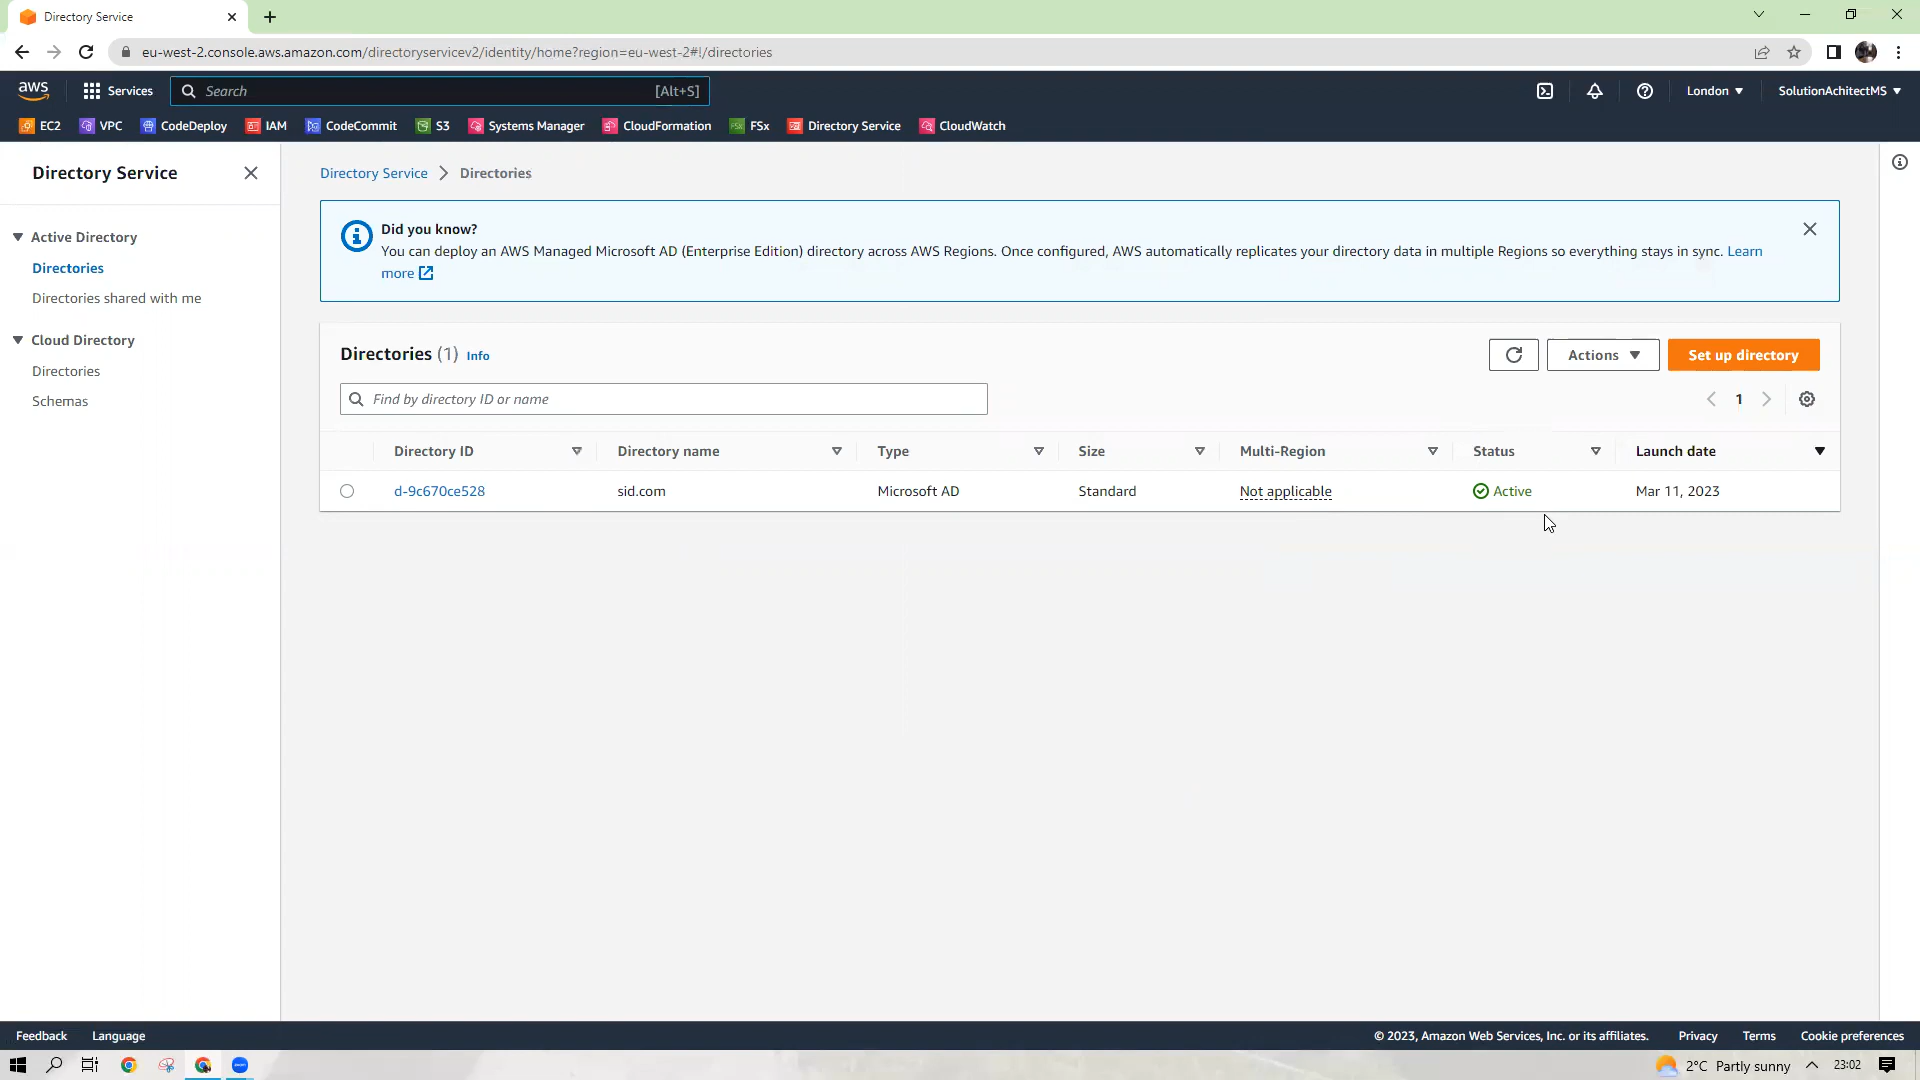 Directory Service
eu-west-2.console.aws.amazon.com/directoryservicev2/identity/home?region=eu-west-2#!/directories
aws Services Search [Alt+S] London SolutionAchitectMS
EC2 VPC CodeDeploy IAM CodeCommit S3 Systems Manager CloudFormation FSx Directory Service CloudWatch
Directory Service
Active Directory
Directories
Directories shared with me
Cloud Directory
Directories
Schemas
Directory Service Directories
Did you know?
You can deploy an AWS Managed Microsoft AD (Enterprise Edition) directory across AWS Regions. Once configured, AWS automatically replicates your directory data in multiple Regions so everything stays in sync. Learn
more
Directories (1) Info Actions Set up directory
Find by directory ID or name 1
Directory ID Directory name Type Size Multi-Region Status Launch date
d-9c670ce528 sid.com Microsoft AD Standard Not applicable Active Mar 11, 2023
Feedback Language © 2023, Amazon Web Services, Inc. or its affiliates. Privacy Terms Cookie preferences
2°C Partly sunny 23:02